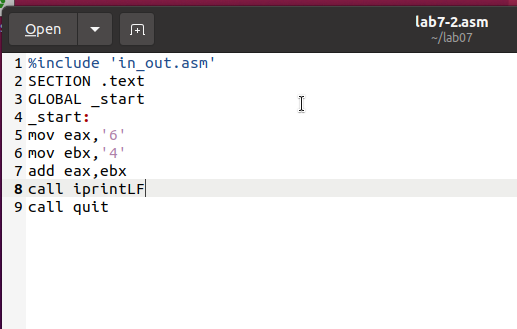 Open
lab7-2.asm
~/lab07
1 %include 'in_out.asm'
2 SECTION .text
3 GLOBAL _start
4 _start:
5 mov eax,'6'
6 mov ebx,'4'
7 add eax,ebx
8 call iprintLF
9 call quit